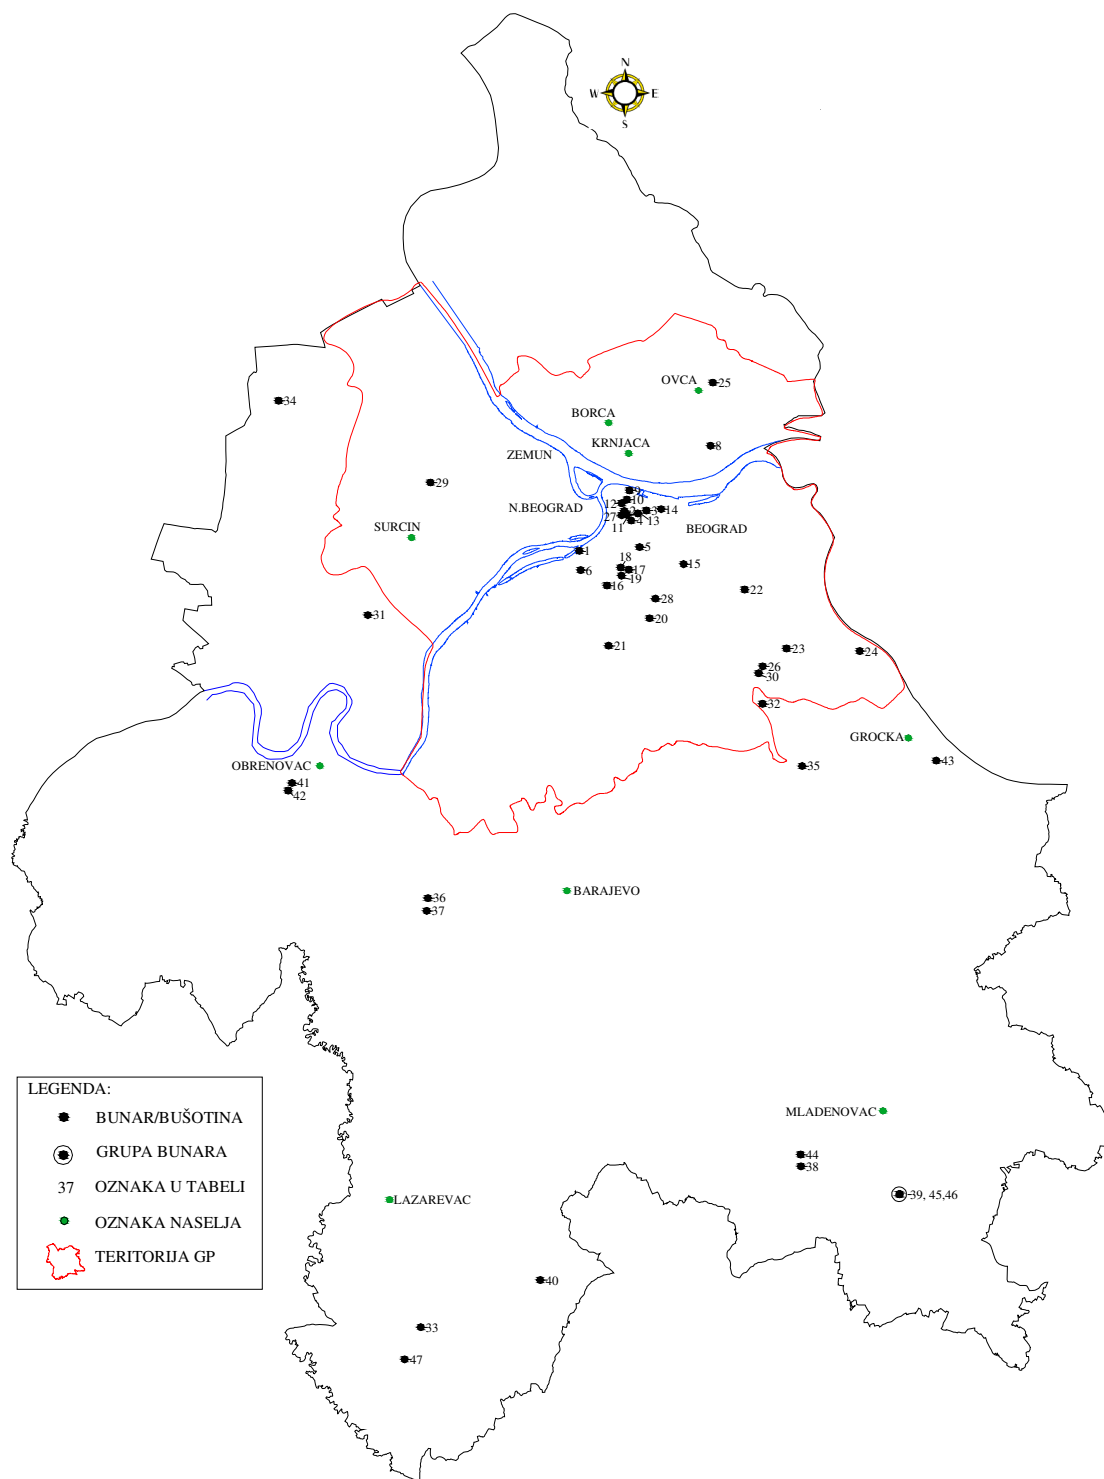 N
W E
S
OVCA
25
34
BORCA
8
KRNJACA
ZEMUN
29
9
10
12
N.BEOGRAD
2
3
14
27
7
4
13
11
BEOGRAD
SURCIN
1
5
18
15
6
17
19
16
22
28
31
20
21
23
24
26
30
32
GROCKA
43
OBRENOVAC
35
41
42
BARAJEVO
36
37
LEGENDA:
BUNAR/BUŠOTINA
GRUPA BUNARA
37 OZNAKA U TABELI
OZNAKA NASELJA
TERITORIJA GP
MLADENOVAC
44
38
39, 45,46
LAZAREVAC
40
33
47